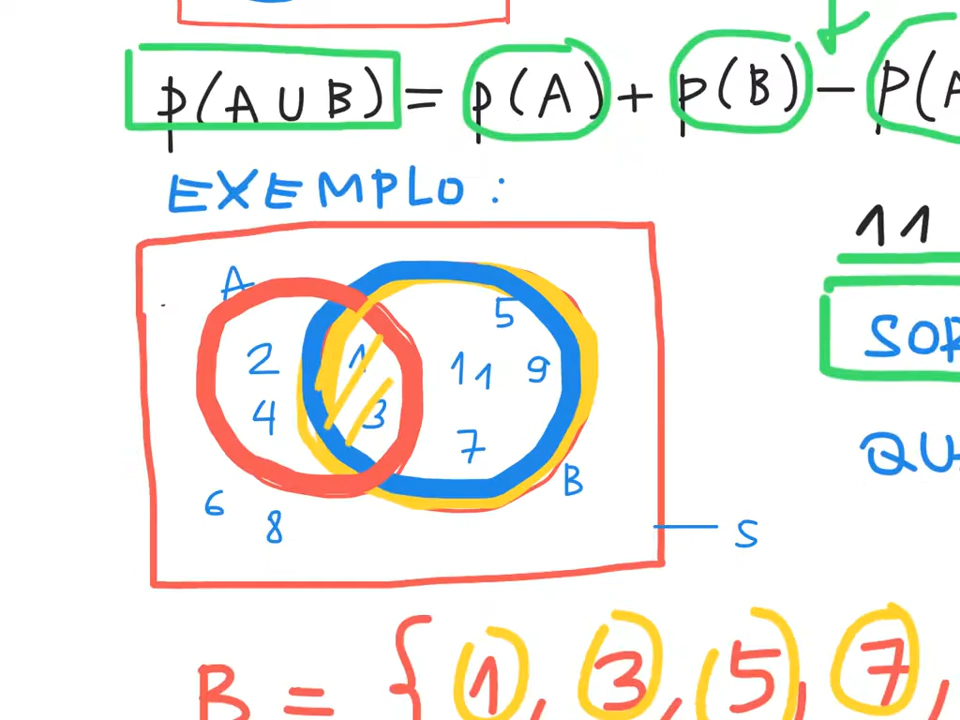 p(A ∪ B) = p(A) + p(B) - p(A
EXEMPLO:
11
A
5
2 1 11 9
SOR
4 3 7
QU
B
6 8
S
B = { 1, 3, 5, 7,